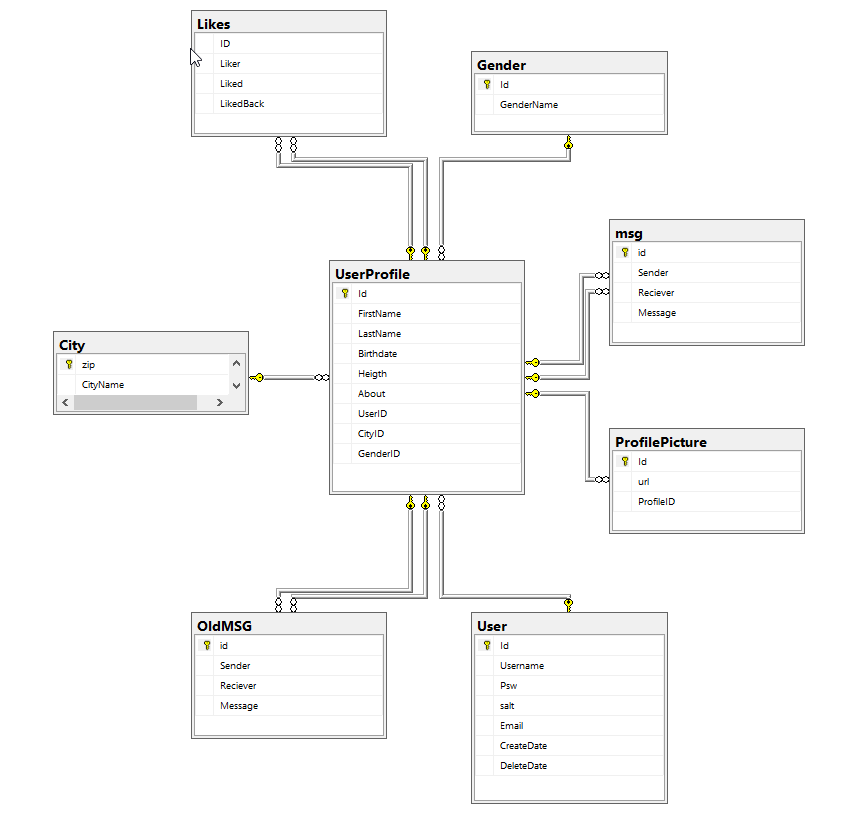 Likes
ID
Liker
Liked
LikedBack
Gender
Id
GenderName
msg
id
Sender
Reciever
Message
UserProfile
Id
FirstName
LastName
Birthdate
Heigth
About
UserID
CityID
GenderID
City
zip
CityName
ProfilePicture
Id
url
ProfileID
OldMSG
id
Sender
Reciever
Message
User
Id
Username
Psw
salt
Email
CreateDate
DeleteDate